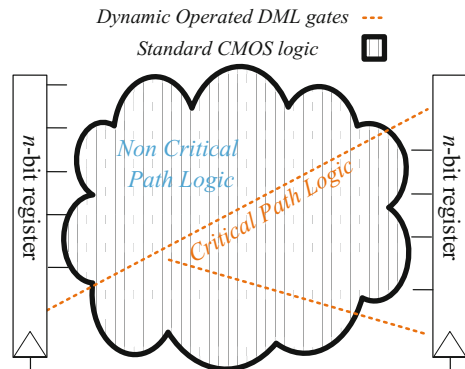 Dynamic Operated DML gates
Standard CMOS logic
n-bit register
Non Critical
Path Logic
Critical Path Logic
n-bit register